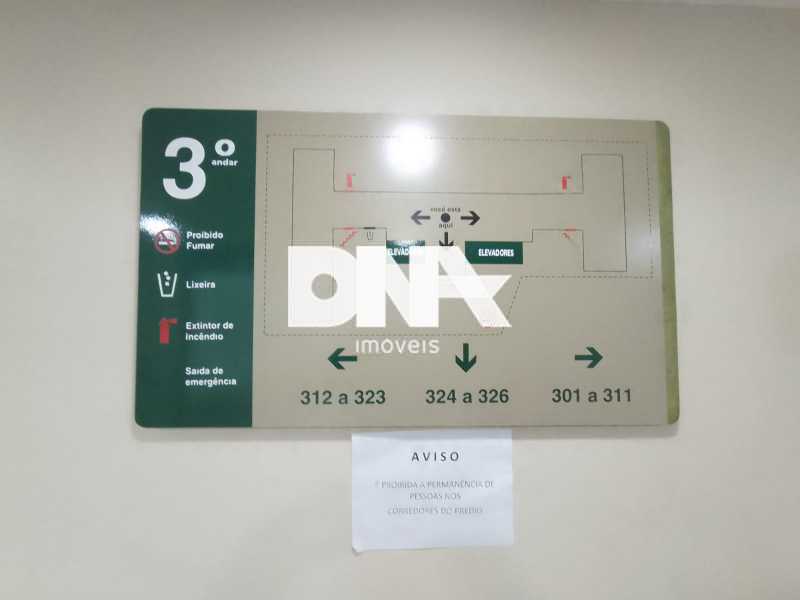 3º
andar
Proibido
Fumar
Lixeira
Extintor de
incêndio
Saída de
emergência
você está
aqui
ELEVADORES
ELEVADORES
DNA
imóveis
312 a 323
324 a 326
301 a 311
AVISO
É PROIBIDA A PERMANÊNCIA DE
PESSOAS NOS
CORREDORES DO PREDIO